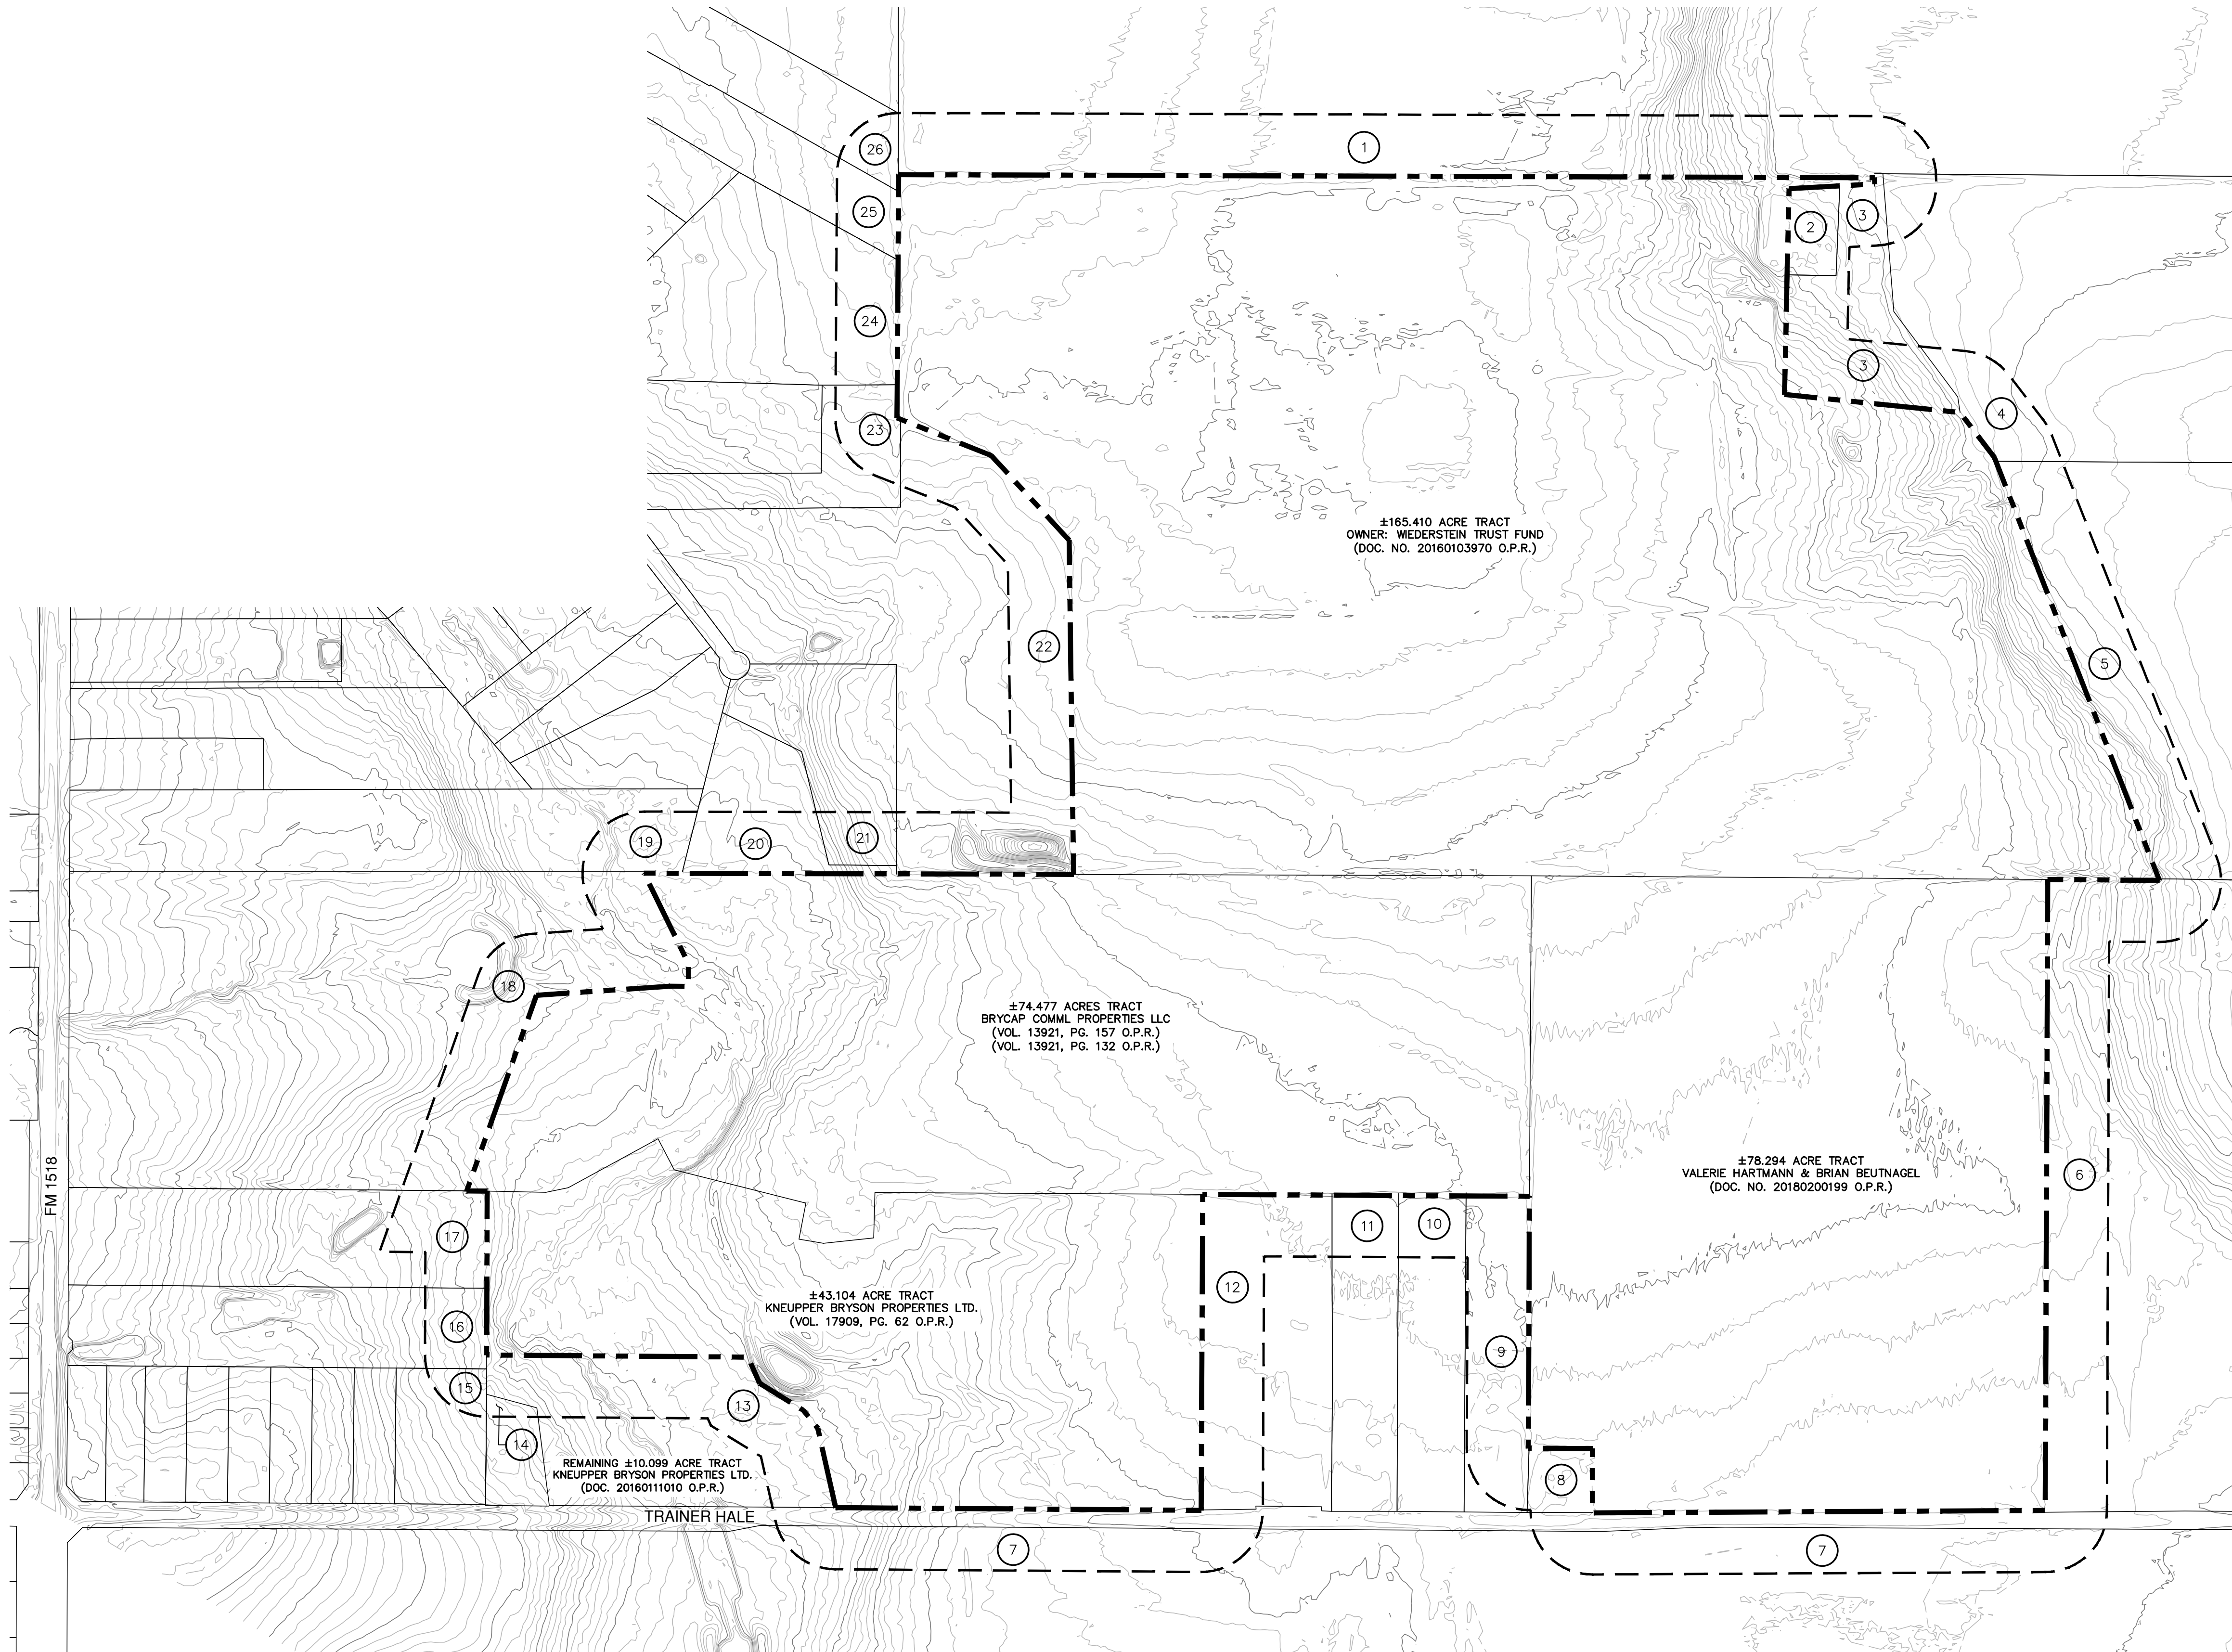 26
1
25
2
3
24
3
4
23
±165.410 ACRE TRACT
OWNER: WIEDERSTEIN TRUST FUND
(DOC. NO. 20160103970 O.P.R.)
22
5
19
20
21
18
±74.477 ACRES TRACT
BRYCAP COMML PROPERTIES LLC
(VOL. 13921, PG. 157 O.P.R.)
(VOL. 13921, PG. 132 O.P.R.)
±78.294 ACRE TRACT
VALERIE HARTMANN & BRIAN BEUTNAGEL
(DOC. NO. 20180200199 O.P.R.)
6
FM 1518
17
11
10
12
±43.104 ACRE TRACT
KNEUPPER BRYSON PROPERTIES LTD.
(VOL. 17909, PG. 62 O.P.R.)
16
9
15
13
14
REMAINING ±10.099 ACRE TRACT
KNEUPPER BRYSON PROPERTIES LTD.
(DOC. 20160111010 O.P.R.)
8
TRAINER HALE
7
7